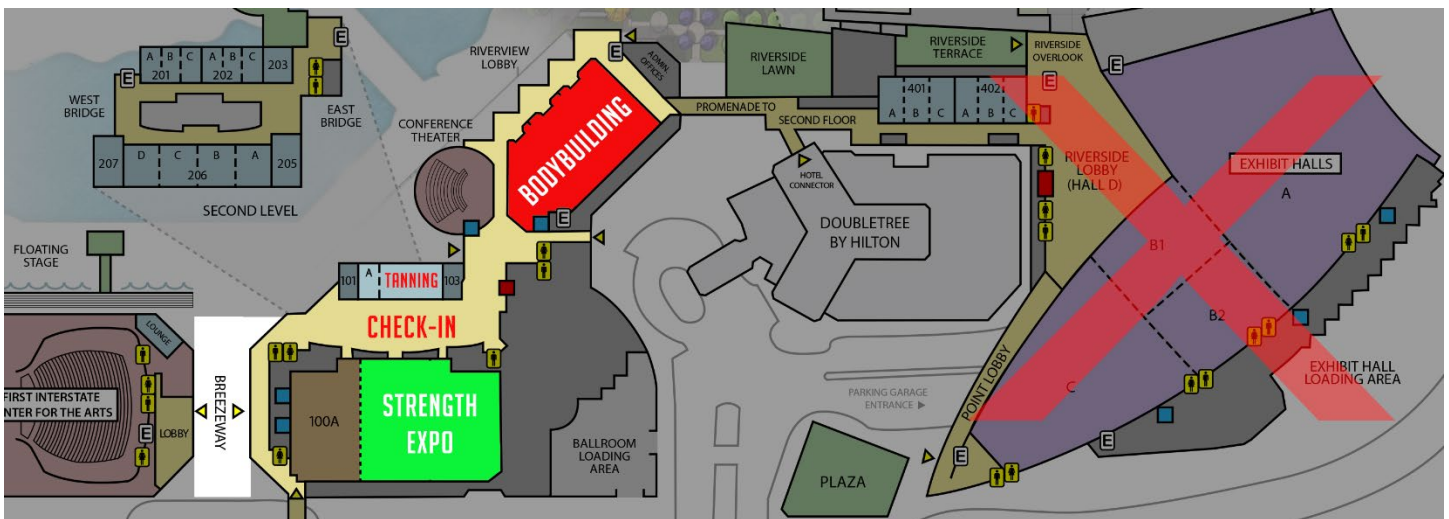 A B C
201
A B C
202
203
E
E
WEST
BRIDGE
EAST
BRIDGE
207
D C B A
206
205
SECOND LEVEL
RIVERVIEW
LOBBY
CONFERENCE
THEATER
E
ADMIN.
OFFICES
BODYBUILDING
E
RIVERSIDE
LAWN
RIVERSIDE
TERRACE
RIVERSIDE
OVERLOOK
E
E
PROMENADE TO
SECOND FLOOR
401
A B C
402
A B C
HOTEL
CONNECTOR
DOUBLETREE
BY HILTON
RIVERSIDE
LOBBY
(HALL D)
EXHIBIT HALLS
A
B1
B2
C
FLOATING
STAGE
101
A
TANNING
103
CHECK-IN
LOUNGE
FIRST INTERSTATE
NTER FOR THE ARTS
E
LOBBY
BREEZEWAY
100A
STRENGTH
EXPO
BALLROOM
LOADING
AREA
PARKING GARAGE
ENTRANCE
PLAZA
POINT LOBBY
E
E
EXHIBIT HALL
LOADING AREA